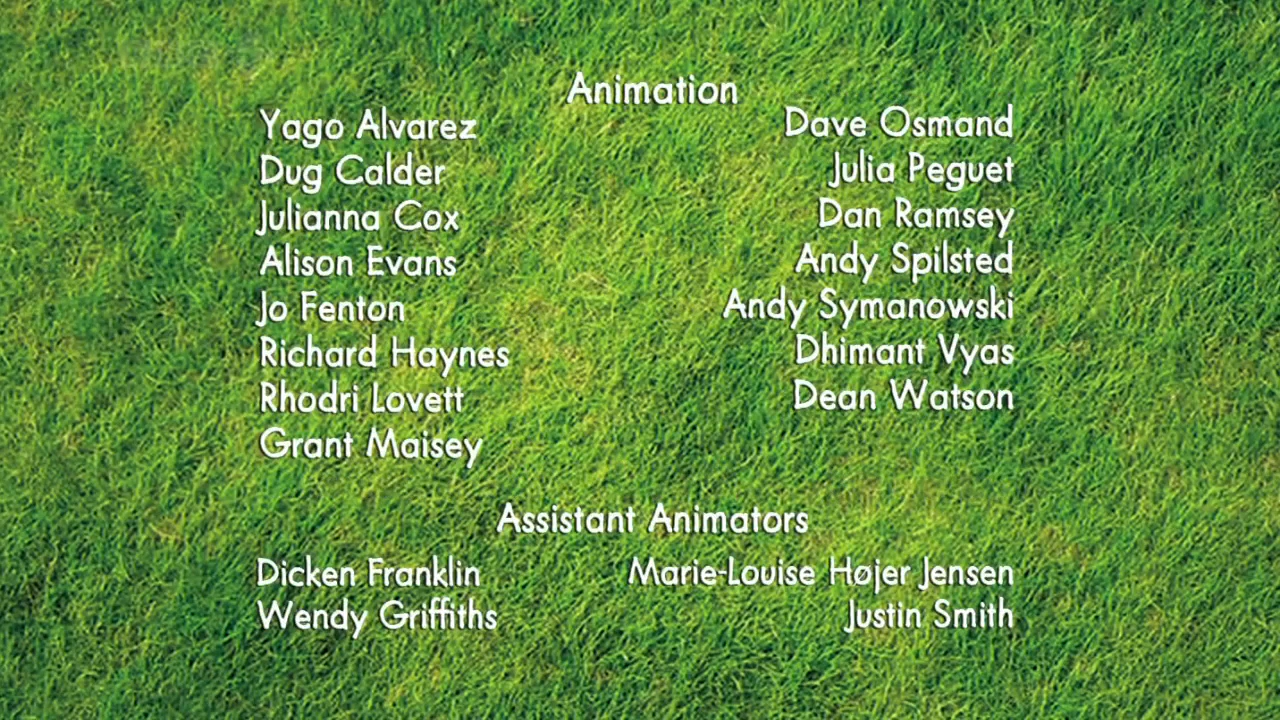 Animation
Yago Alvarez
Dug Calder
Julianna Cox
Alison Evans
Jo Fenton
Richard Haynes
Rhodri Lovett
Grant Maisey
Dave Osmand
Julia Peguet
Dan Ramsey
Andy Spilsted
Andy Symanowski
Dhimant Vyas
Dean Watson
Assistant Animators
Dicken Franklin
Wendy Griffiths
Marie-Louise Højer Jensen
Justin Smith